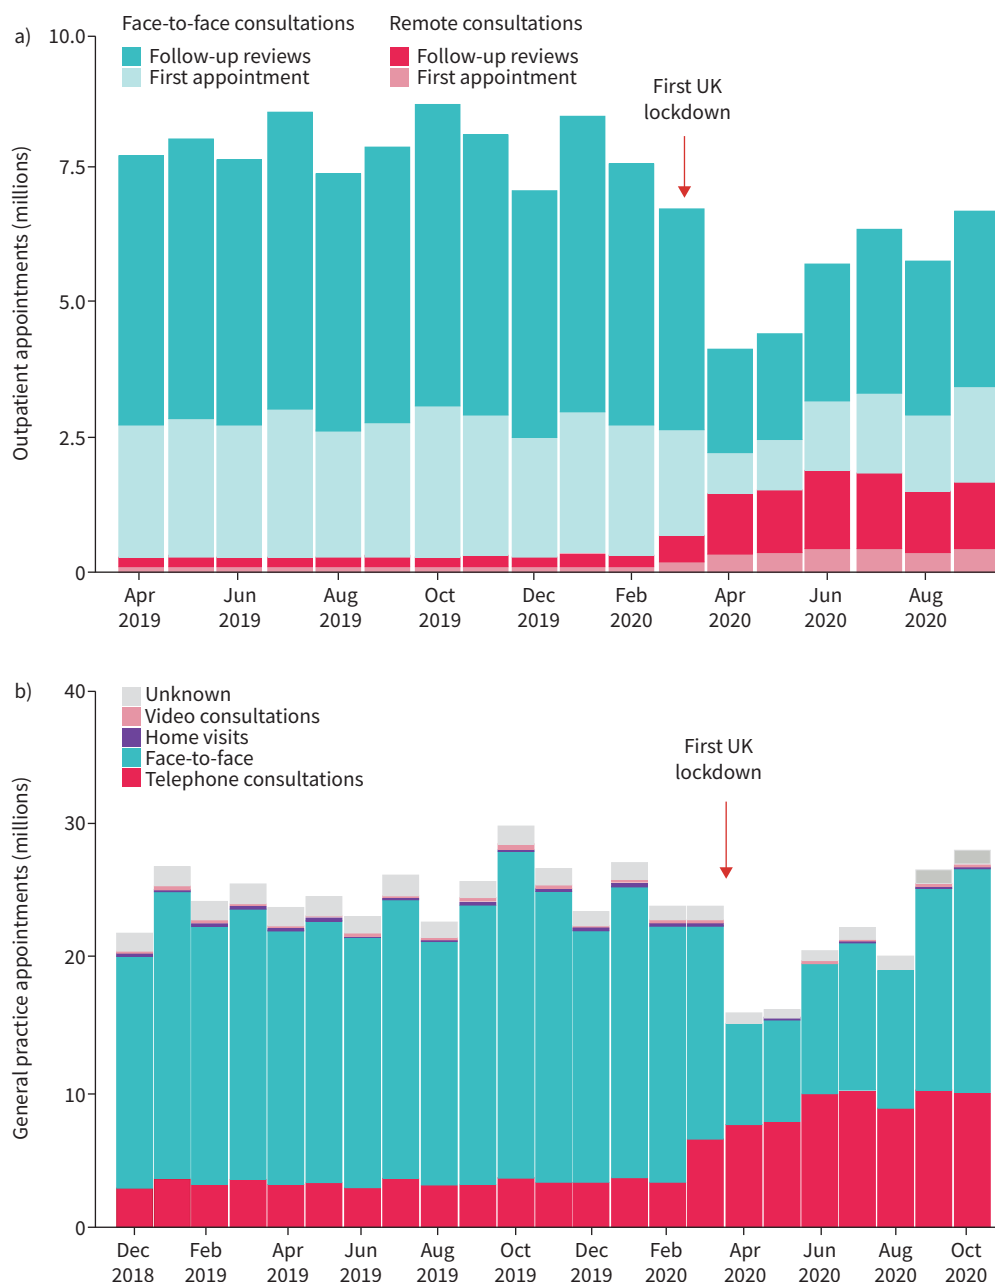 a)
Face-to-face consultations
Follow-up reviews
First appointment
Remote consultations
Follow-up reviews
First appointment
First UK
lockdown
Outpatient appointments (millions)
10.0
7.5
5.0
2.5
0
Apr
2019
Jun
2019
Aug
2019
Oct
2019
Dec
2019
Feb
2020
Apr
2020
Jun
2020
Aug
2020
b)
Unknown
Video consultations
Home visits
Face-to-face
Telephone consultations
First UK
lockdown
General practice appointments (millions)
40
30
20
10
0
Dec
2018
Feb
2019
Apr
2019
Jun
2019
Aug
2019
Oct
2019
Dec
2019
Feb
2020
Apr
2020
Jun
2020
Aug
2020
Oct
2020